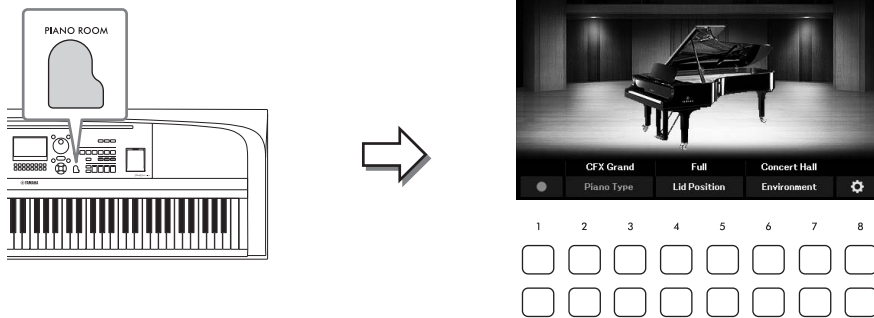 PIANO ROOM
YAMAHA
CFX Grand Full Concert Hall
Piano Type Lid Position Environment
1 2 3 4 5 6 7 8